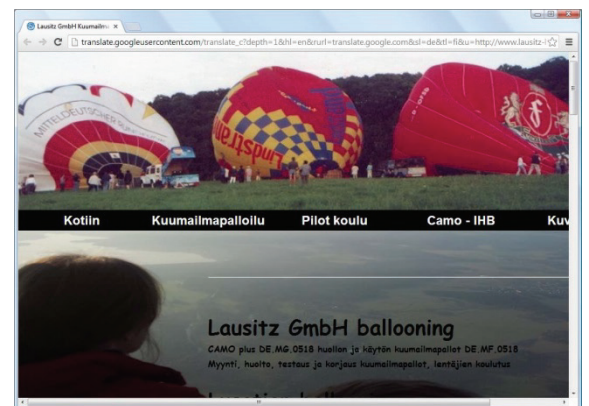 Lausitz GmbH Kuumailm
translate.googleusercontent.com/translate_c?depth=1&hl=en&rurl=translate.google.com&sl=de&tl=fi&u=http://www.lausitz-
MITTELDEUTSCHER
Lindstrand
Kotiin Kuumailmapalloilu Pilot koulu Camo - IHB Kuv
Lausitz GmbH ballooning
CAMO plus DE.MG.0518 huollon ja käytön kuumailmapallot DE.MF.0518
Myynti, huolto, testaus ja korjaus kuumailmapallot, lentäjien koulutus